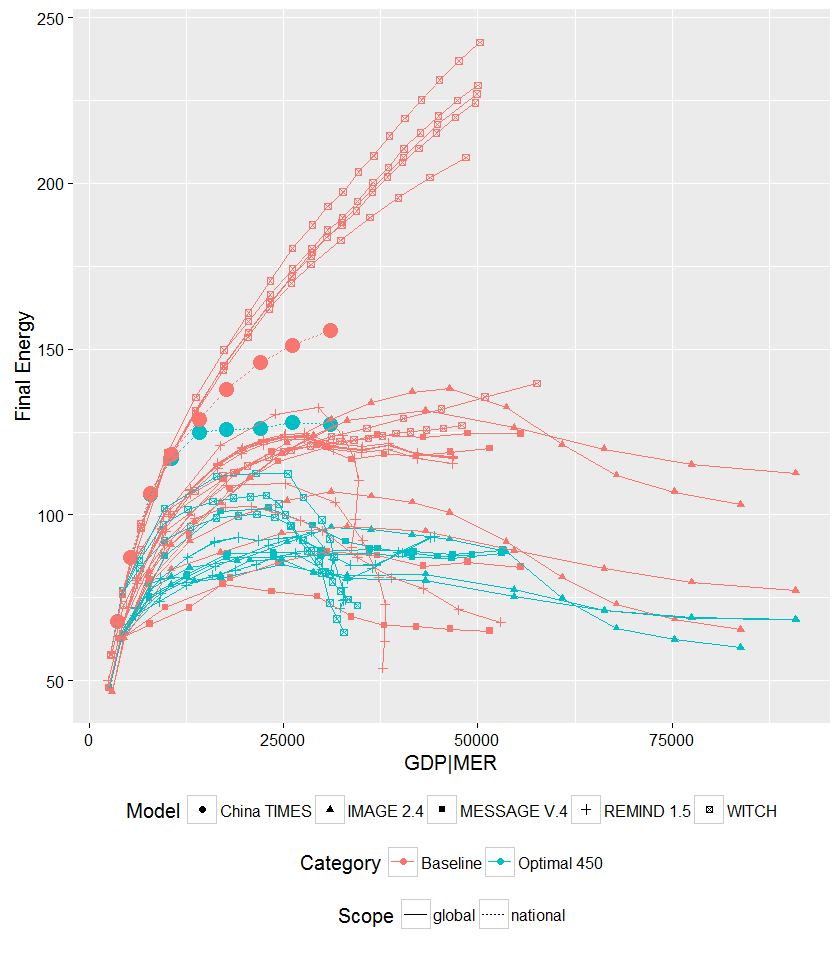 250
200
150
100
50
Final Energy
0 25000 50000 75000
GDP|MER
Model China TIMES IMAGE 2.4 MESSAGE V.4 REMIND 1.5 WITCH
Category Baseline Optimal 450
Scope global national